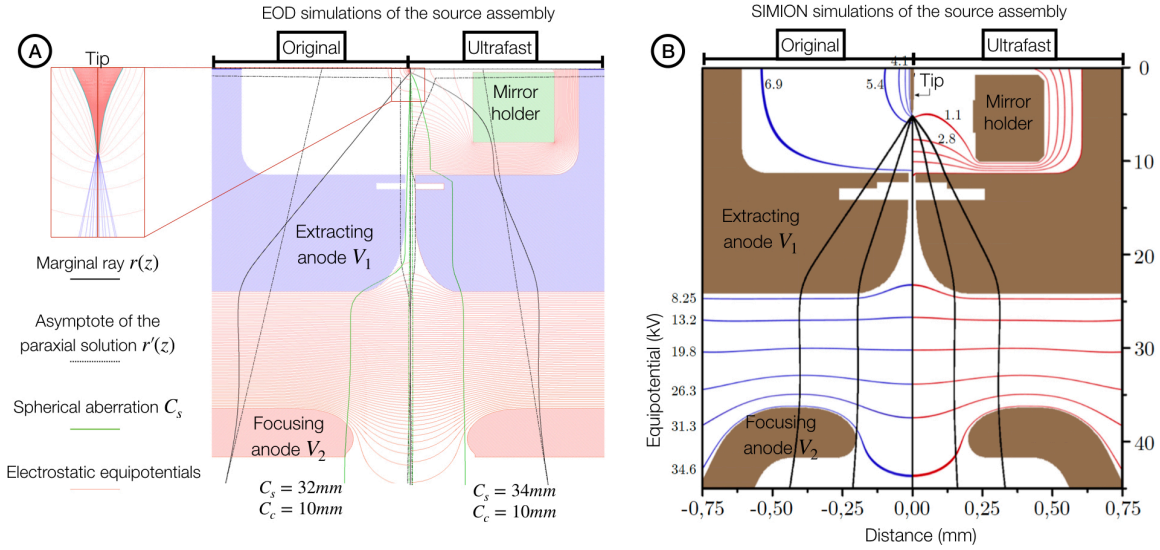 EOD simulations of the source assembly
A
Original
Ultrafast
Tip
Mirror
holder
Extracting
anode V₁
Marginal ray r(z)
Asymptote of the
paraxial solution r′(z)
Spherical aberration Cₛ
Electrostatic equipotentials
Focusing
anode V₂
Cₛ = 32mm
C꜀ = 10mm
Cₛ = 34mm
C꜀ = 10mm
SIMION simulations of the source assembly
B
Original
Ultrafast
6.9
5.4
4.1
Tip
1.1
2.8
Mirror
holder
Extracting
anode V₁
Focusing
anode V₂
Equipotential (kV)
8.25
13.2
19.8
26.3
31.3
34.6
0
10
20
30
40
-0,75
-0,50
-0,25
0,00
0,25
0,50
0,75
Distance (mm)